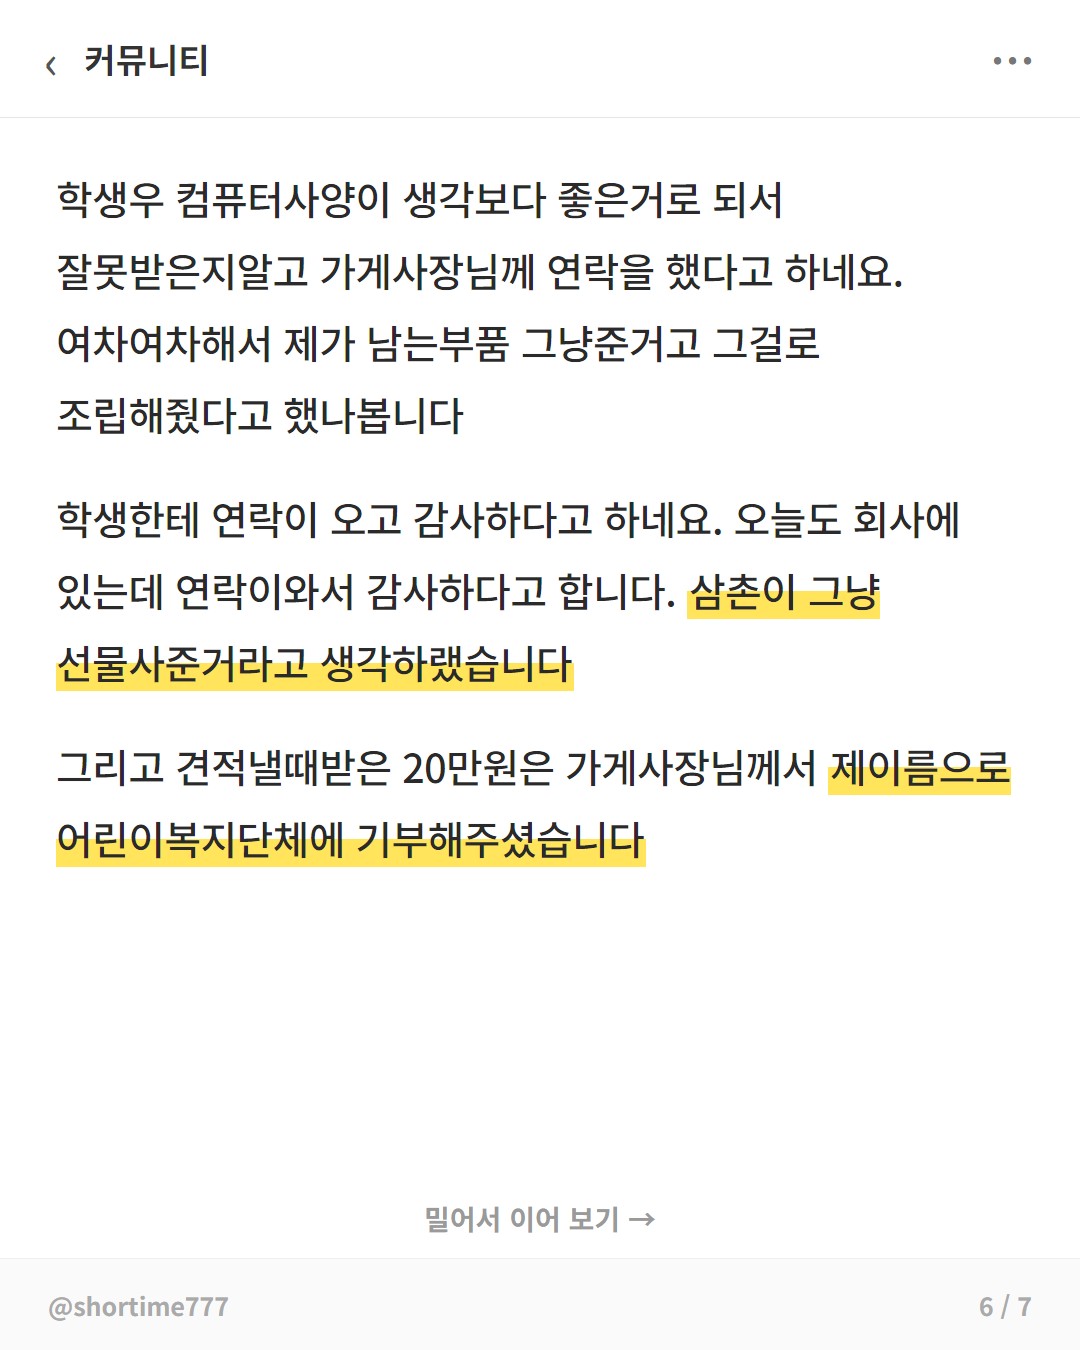 ‹ 커뮤니티 •••
학생우 컴퓨터사양이 생각보다 좋은거로 되서
잘못받은지알고 가게사장님께 연락을 했다고 하네요.
여차여차해서 제가 남는부품 그냥준거고 그걸로
조립해줬다고 했나봅니다
학생한테 연락이 오고 감사하다고 하네요. 오늘도 회사에
있는데 연락이와서 감사하다고 합니다. 삼촌이 그냥
선물사준거라고 생각하랬습니다
그리고 견적낼때받은 20만원은 가게사장님께서 제이름으로
어린이복지단체에 기부해주셨습니다
밀어서 이어 보기 →
@shortime777 6 / 7